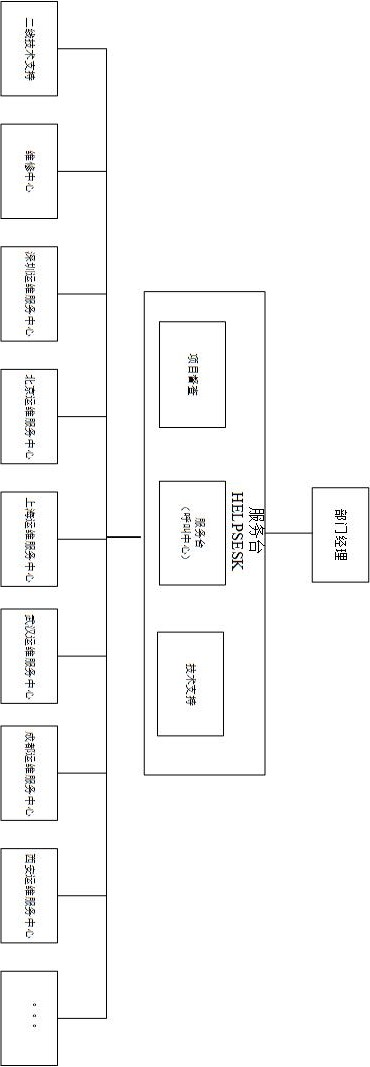 部门经理
服务台
HELPSESK
项目督查
服务台
（呼叫中心）
技术支持
二线技术支持
维修中心
深圳运维服务中心
北京运维服务中心
上海运维服务中心
武汉运维服务中心
成都运维服务中心
西安运维服务中心
。。。